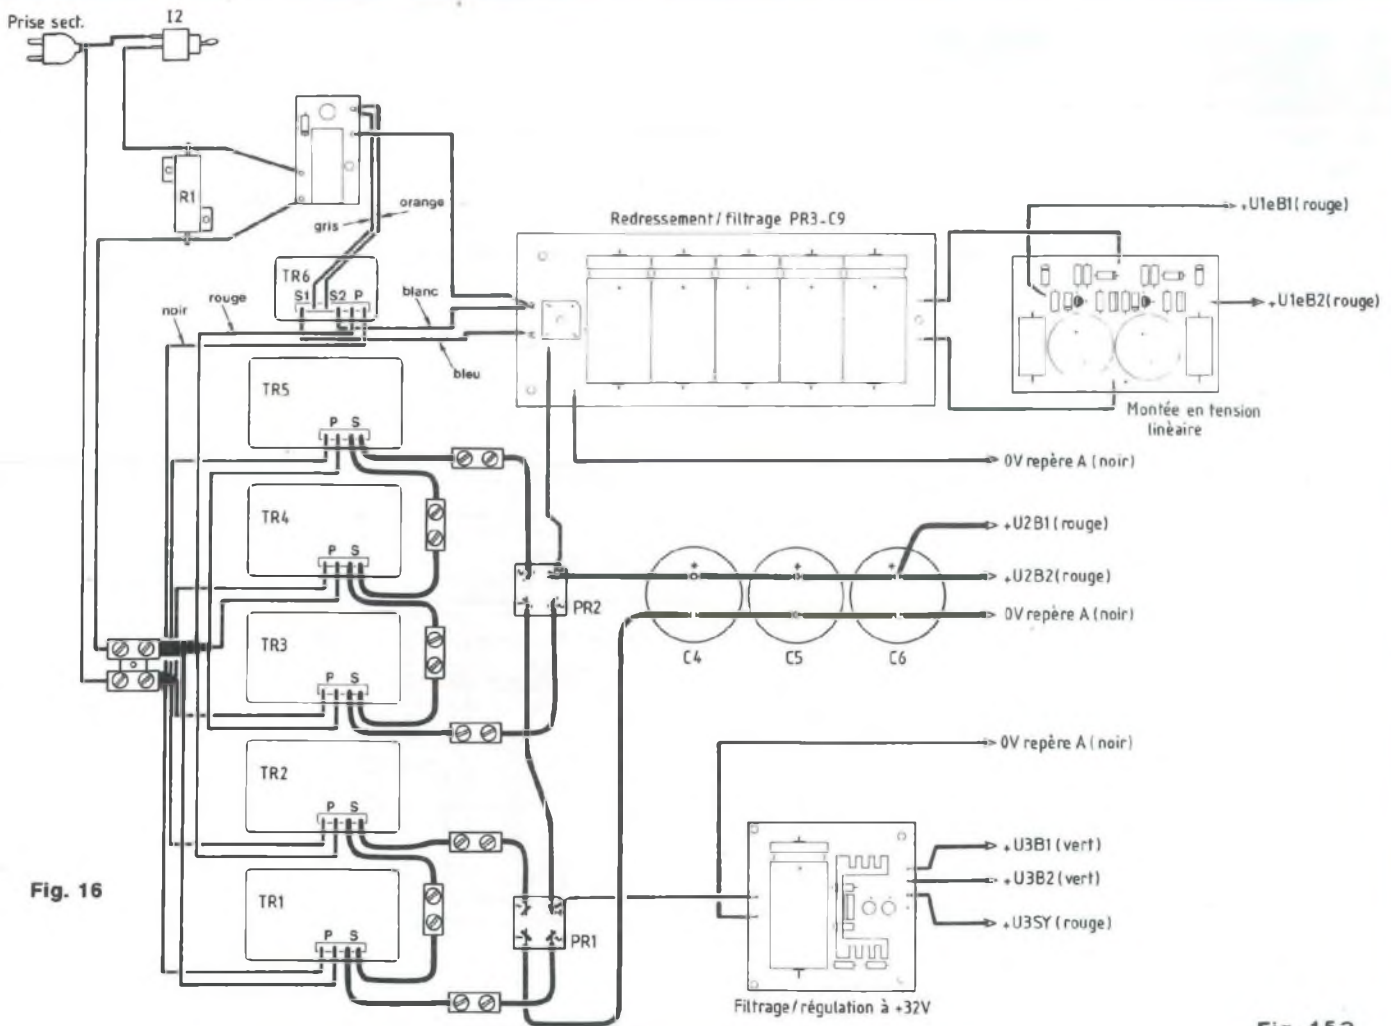 Prise sect.
I2
R1
gris
orange
Redressement / filtrage PR3-C9
+U1eB1 (rouge)
+U1eB2 (rouge)
TR6
S1 S2 P
blanc
rouge
noir
bleu
Montée en tension
linéaire
TR5
P S
0V repère A (noir)
TR4
P S
+U2B1 (rouge)
+
+
+
+U2B2 (rouge)
PR2
0V repère A (noir)
TR3
P S
C4
C5
C6
0V repère A (noir)
TR2
P S
+U3B1 (vert)
+U3B2 (vert)
Fig. 16
TR1
P S
PR1
+U3SY (rouge)
Filtrage/régulation à +32V